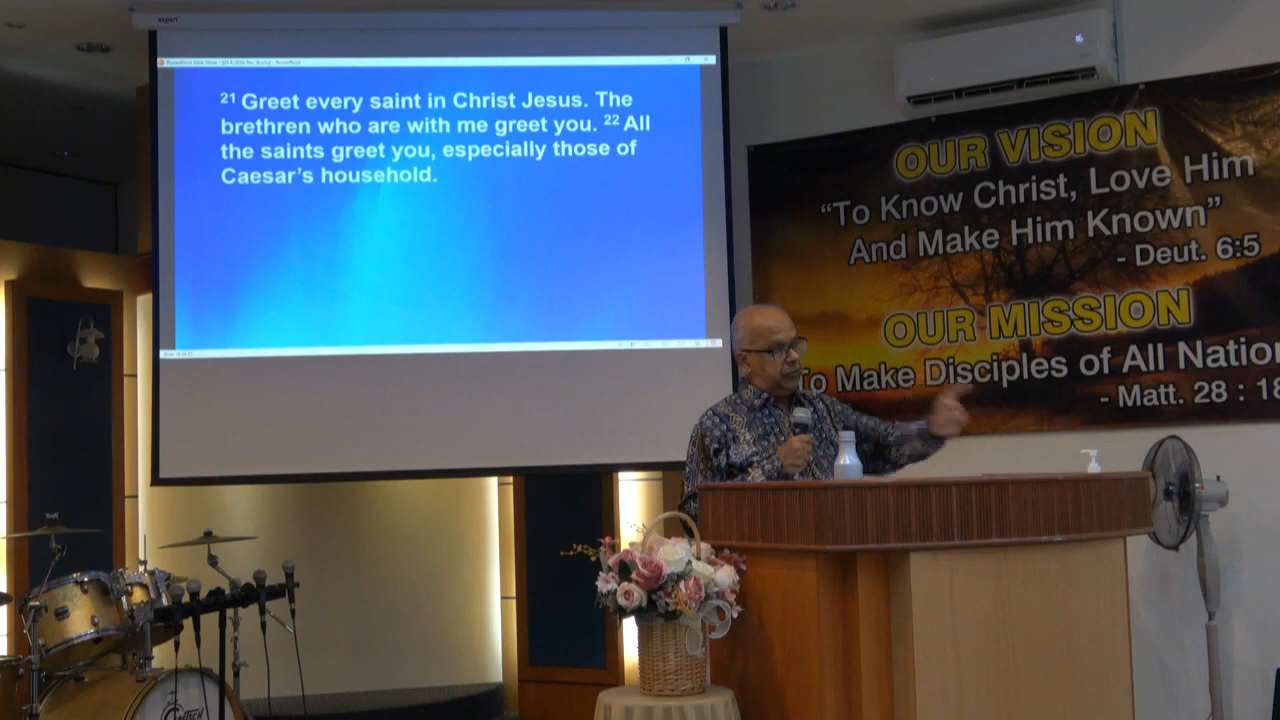 expert
²¹ Greet every saint in Christ Jesus. The
brethren who are with me greet you. ²² All
the saints greet you, especially those of
Caesar’s household.
OUR VISION
“To Know Christ, Love Him
And Make Him Known”
- Deut. 6:5
OUR MISSION
To Make Disciples of All Natio
- Matt. 28 : 18
GRETSCH